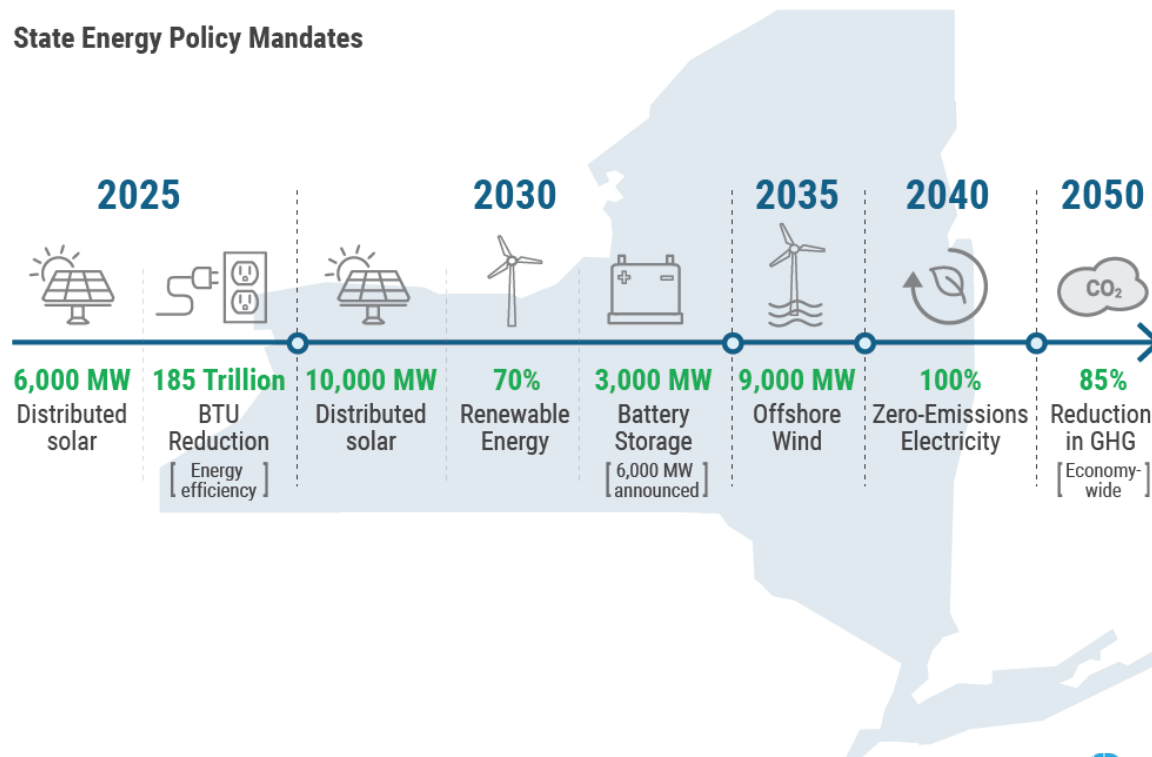 State Energy Policy Mandates
2025
2030
2035
2040
2050
CO₂
6,000 MW
Distributed
solar
185 Trillion
BTU
Reduction
[Energy
efficiency]
10,000 MW
Distributed
solar
70%
Renewable
Energy
3,000 MW
Battery
Storage
[6,000 MW
announced]
9,000 MW
Offshore
Wind
100%
Zero-Emissions
Electricity
85%
Reduction
in GHG
[Economy-
wide]